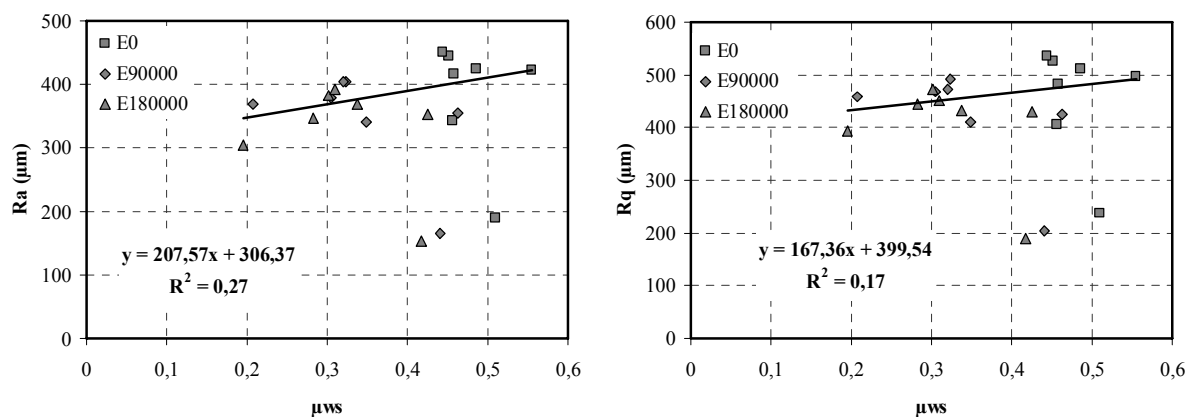 500
400
300
200
100
0
Ra (µm)
E0
E90000
E180000
y = 207,57x + 306,37
R² = 0,27
0 0,1 0,2 0,3 0,4 0,5 0,6
µws
600
500
400
300
200
100
0
Rq (µm)
E0
E90000
E180000
y = 167,36x + 399,54
R² = 0,17
0 0,1 0,2 0,3 0,4 0,5 0,6
µws